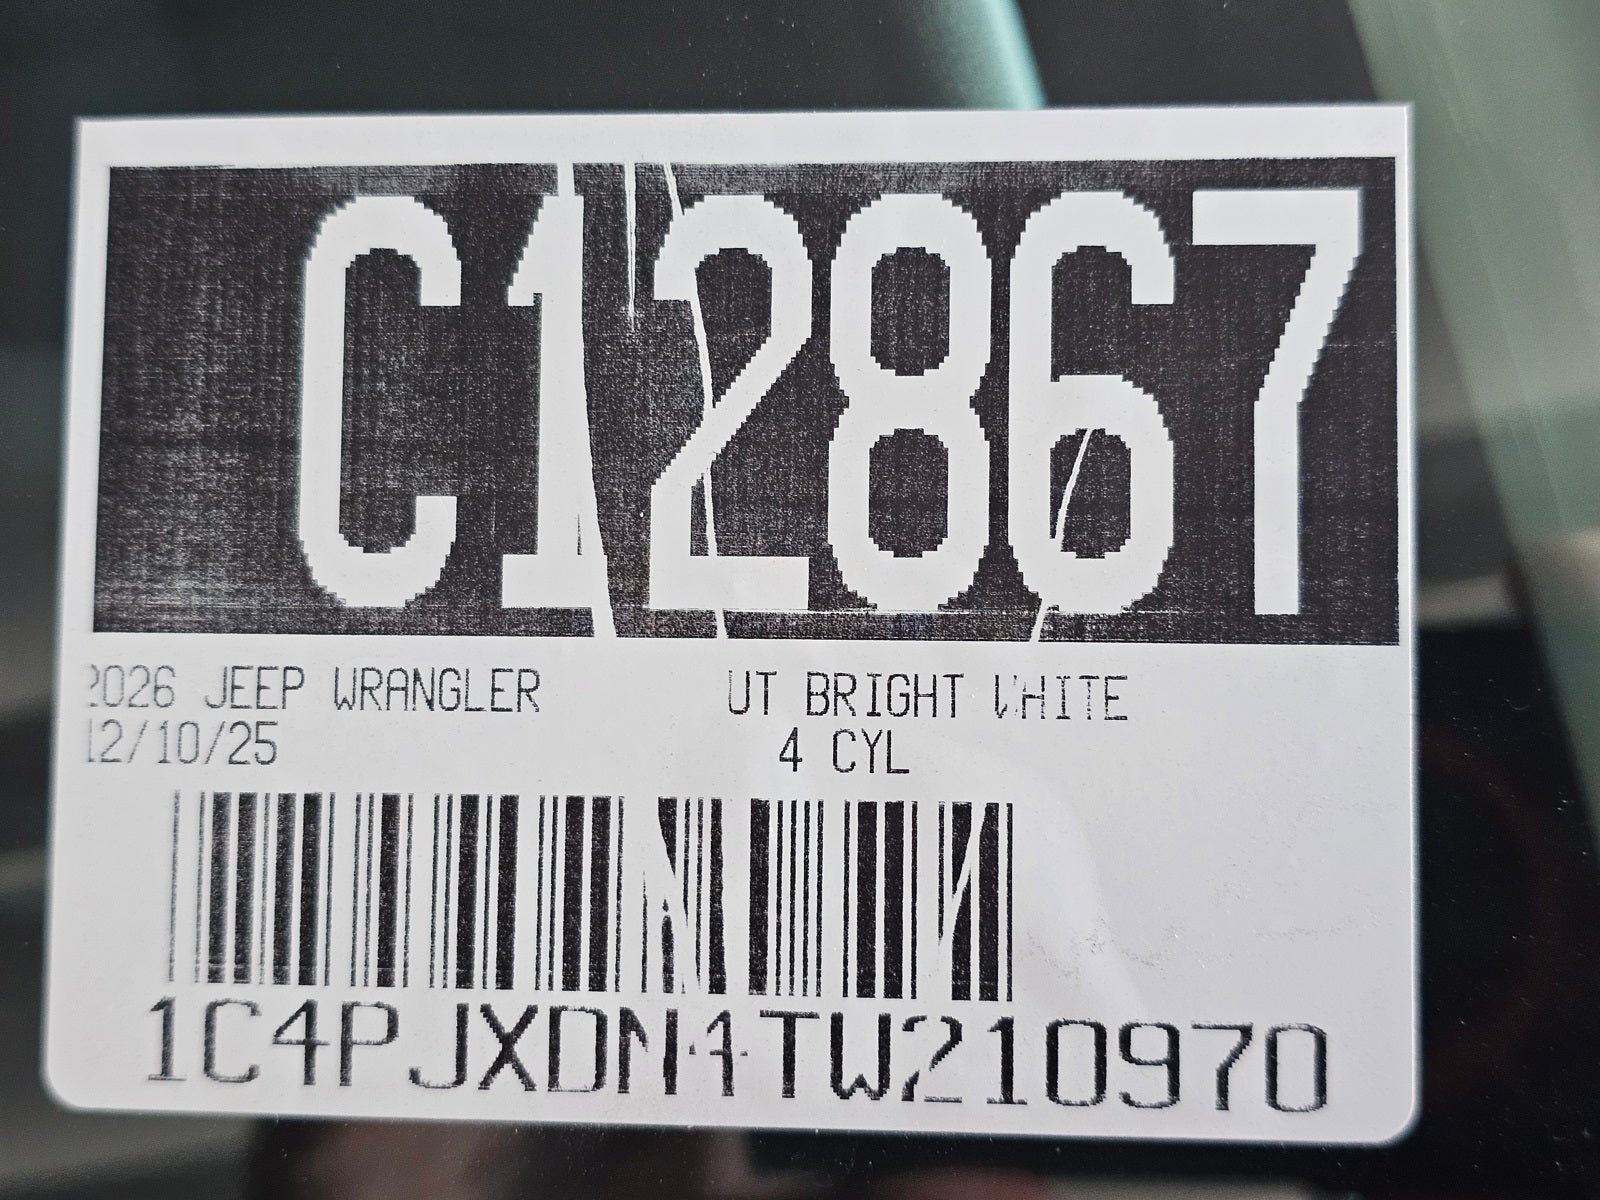 C12867
2026 JEEP WRANGLER UT BRIGHT WHITE
12/10/25 4 CYL
1C4PJXDN4TW210970